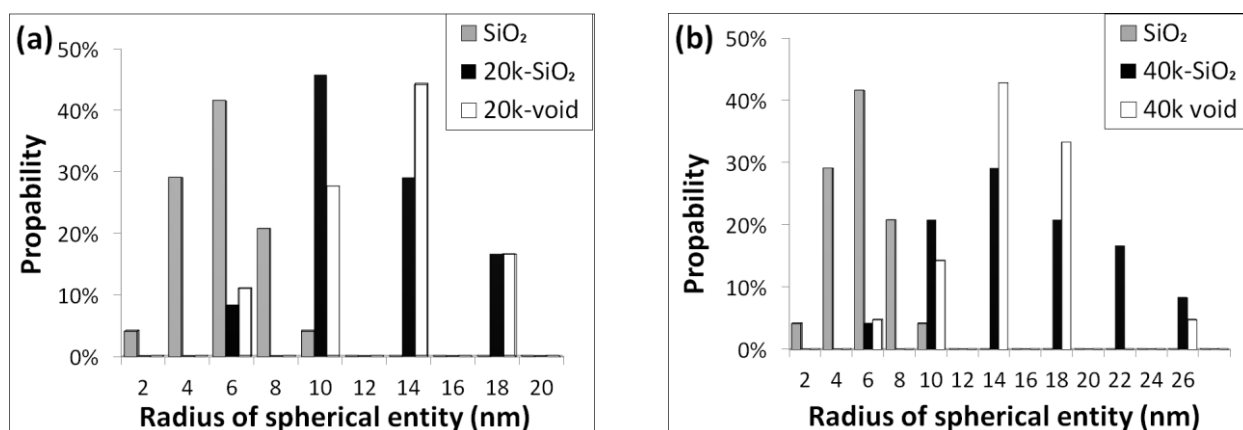 (a)
SiO₂
20k-SiO₂
20k-void
50%
40%
30%
20%
10%
0%
Propability
2 4 6 8 10 12 14 16 18 20
Radius of spherical entity (nm)
(b)
SiO₂
40k-SiO₂
40k void
50%
40%
30%
20%
10%
0%
Propability
2 4 6 8 10 12 14 16 18 20 22 24 26
Radius of spherical entity (nm)